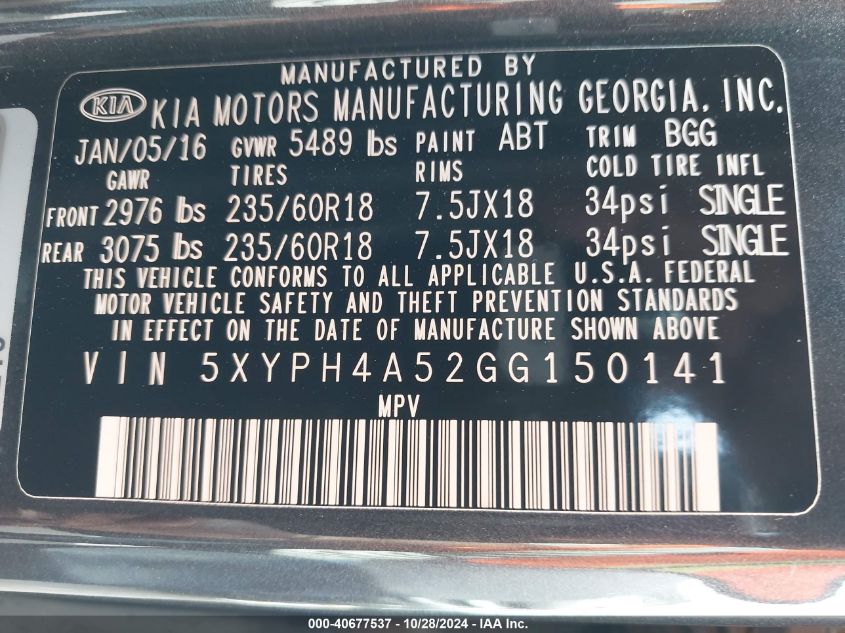 MANUFACTURED BY
KIA KIA MOTORS MANUFACTURING GEORGIA, INC.
JAN/05/16 GVWR 5489 lbs PAINT ABT TRIM BGG
GAWR TIRES RIMS COLD TIRE INFL
FRONT 2976 lbs 235/60R18 7.5JX18 34psi SINGLE
REAR 3075 lbs 235/60R18 7.5JX18 34psi SINGLE
THIS VEHICLE CONFORMS TO ALL APPLICABLE U.S.A. FEDERAL
MOTOR VEHICLE SAFETY AND THEFT PREVENTION STANDARDS
IN EFFECT ON THE DATE OF MANUFACTURE SHOWN ABOVE
VIN 5XYPH4A52GG150141
MPV
000-40677537 - 10/28/2024 - IAA Inc.